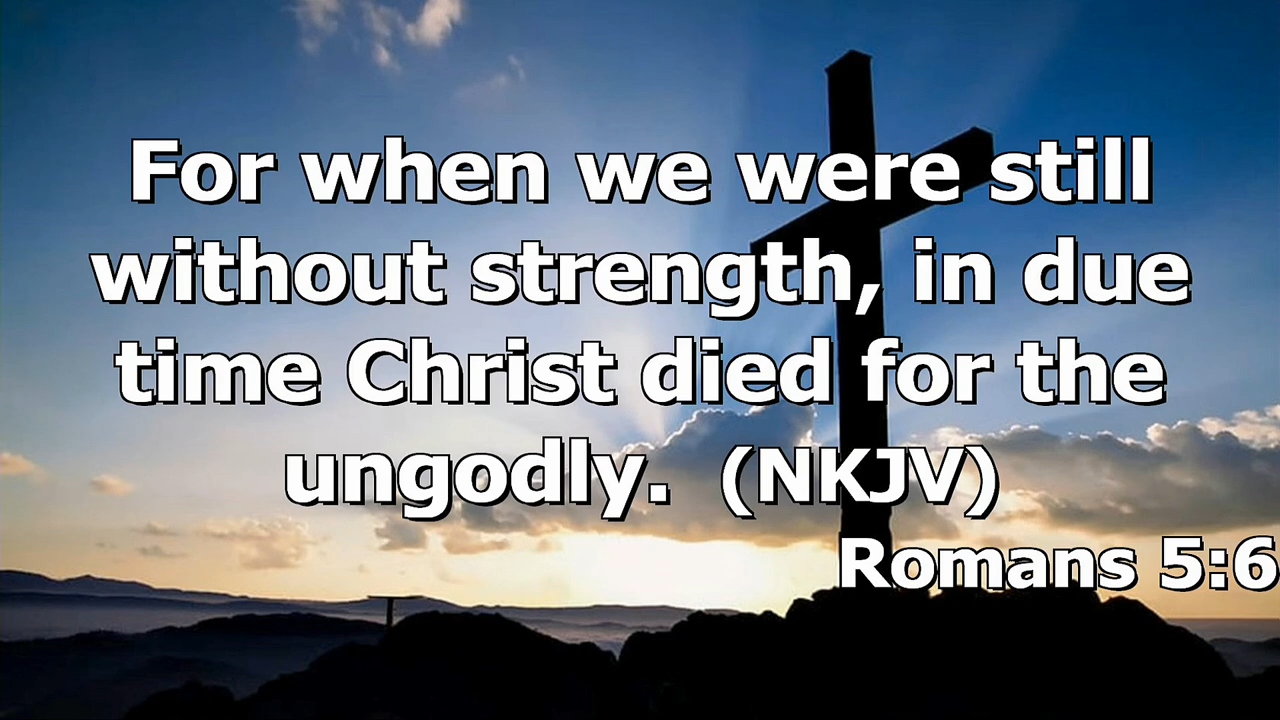 For when we were still
without strength, in due
time Christ died for the
ungodly.  (NKJV)
Romans 5:6